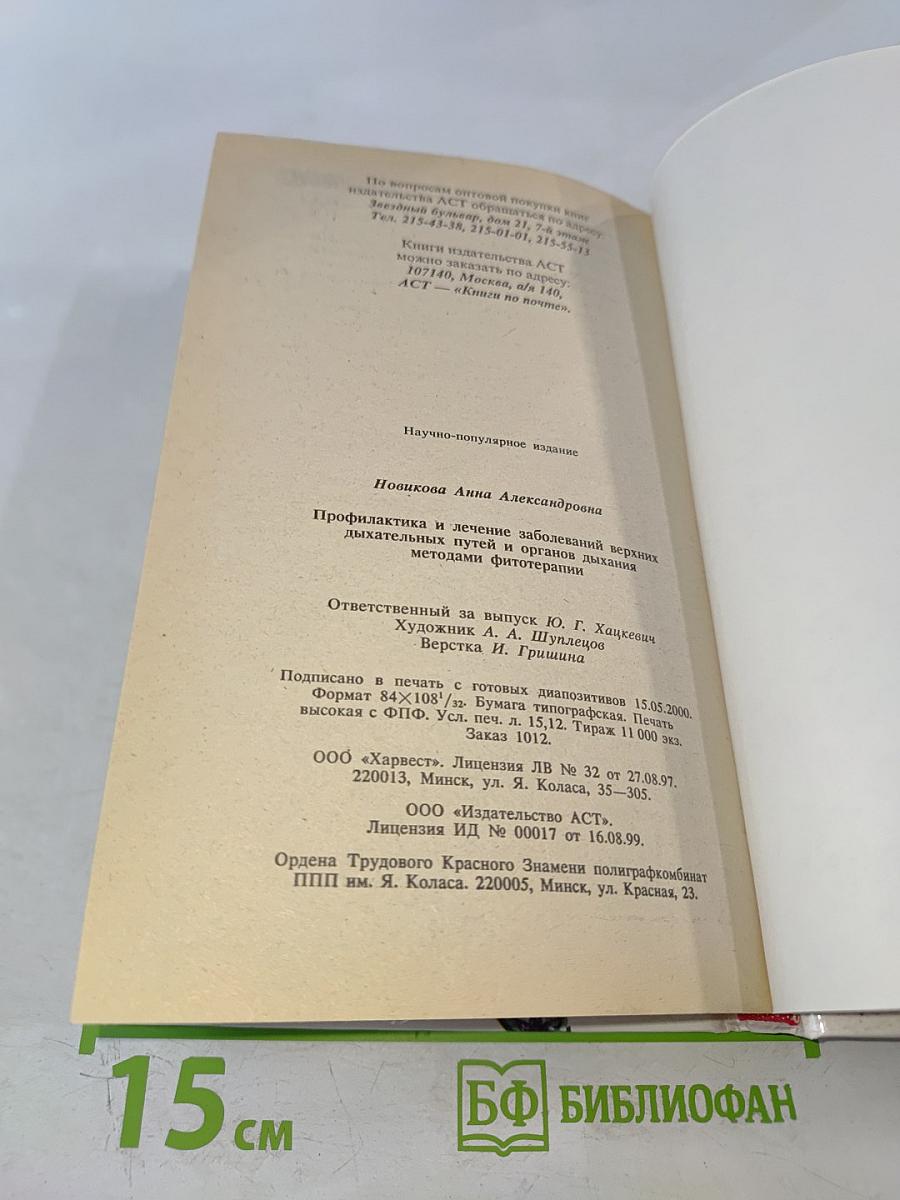 По вопросам оптовой покупки книг
издательства АСТ обращаться по адресу:
Звездный бульвар, дом 21, 7-й этаж
Тел. 215-43-38, 215-01-01, 215-55-13
Книги издательства АСТ
можно заказать по адресу:
107140, Москва, а/я 140,
АСТ — «Книги по почте».
Научно-популярное издание
Новикова Анна Александровна
Профилактика и лечение заболеваний верхних
дыхательных путей и органов дыхания
методами фитотерапии
Ответственный за выпуск Ю. Г. Хацкевич
Художник А. А. Шуплецов
Верстка И. Гришина
Подписано в печать с готовых диапозитивов 15.05.2000.
Формат 84×108¹/₃₂. Бумага типографская. Печать
высокая с ФПФ. Усл. печ. л. 15,12. Тираж 11 000 экз.
Заказ 1012.
ООО «Харвест». Лицензия ЛВ № 32 от 27.08.97.
220013, Минск, ул. Я. Коласа, 35—305.
ООО «Издательство АСТ».
Лицензия ИД № 00017 от 16.08.99.
Ордена Трудового Красного Знамени полиграфкомбинат
ППП им. Я. Коласа. 220005, Минск, ул. Красная, 23.
15 см
БФ БИБЛИОФАН